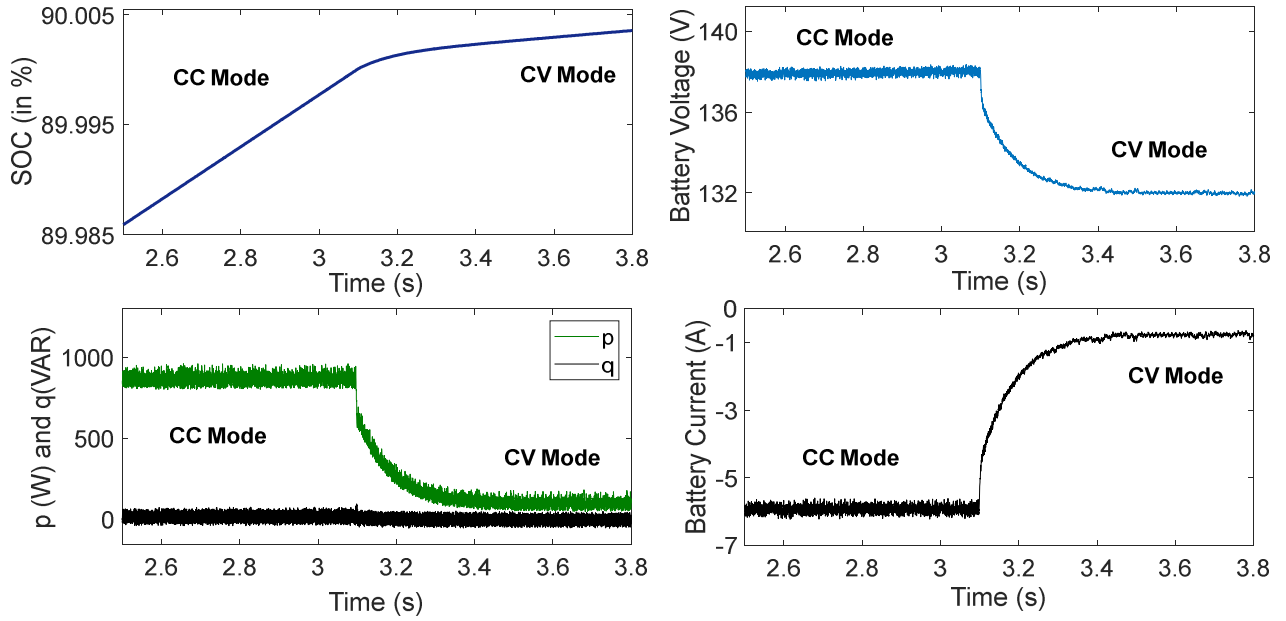 SOC (in %)
90.005
89.995
89.985
CC Mode
CV Mode
2.6 2.8 3 3.2 3.4 3.6 3.8
Time (s)
Battery Voltage (V)
140
136
132
CC Mode
CV Mode
2.6 2.8 3 3.2 3.4 3.6 3.8
Time (s)
p (W) and q(VAR)
1000
500
0
p
q
CC Mode
CV Mode
2.6 2.8 3 3.2 3.4 3.6 3.8
Time (s)
Battery Current (A)
0
-1
-3
-5
-7
CV Mode
CC Mode
2.6 2.8 3 3.2 3.4 3.6 3.8
Time (s)